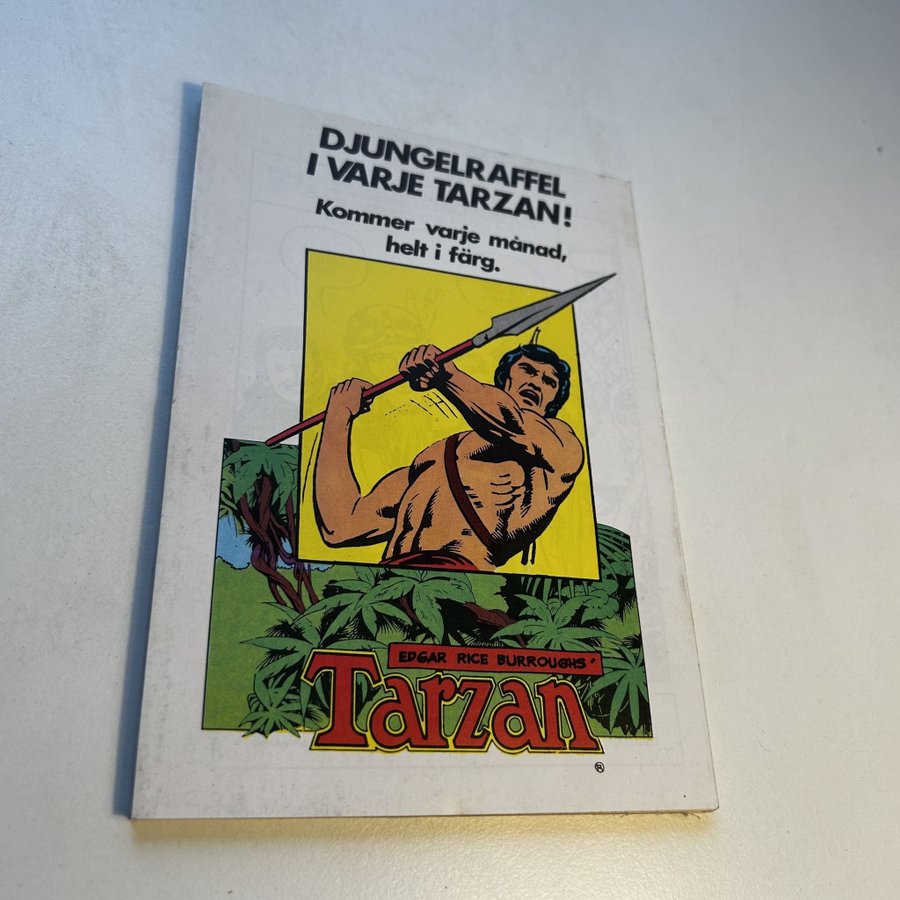 DJUNGELRAFFEL
I VARJE TARZAN!
Kommer varje månad,
helt i färg.
EDGAR RICE BURROUGHS'
Tarzan
®